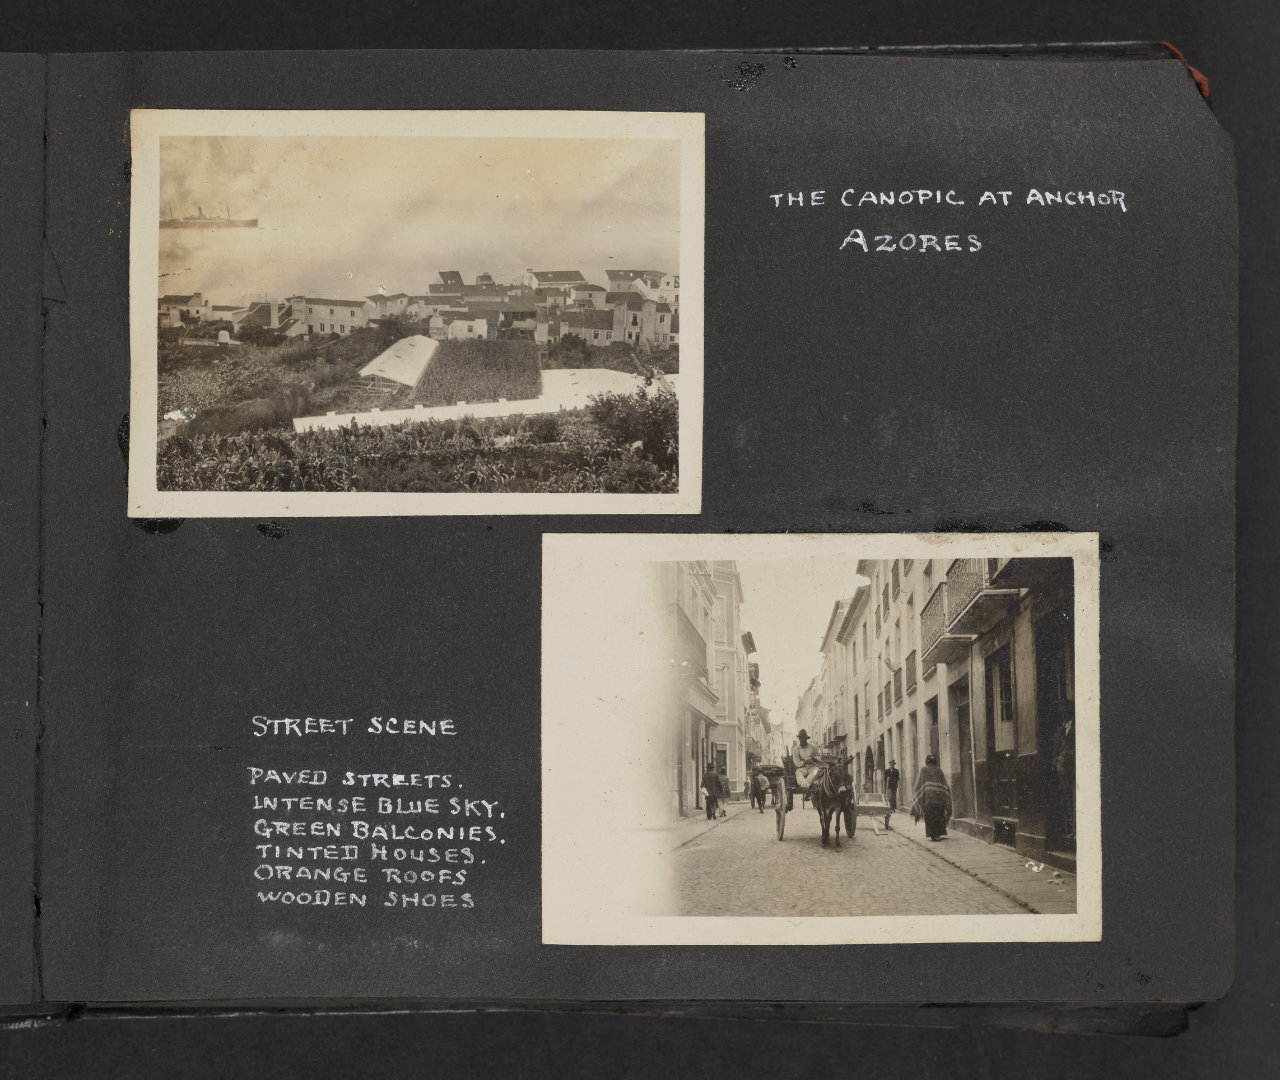 THE CANOPIC AT ANCHOR
AZORES
STREET SCENE
PAVED STREETS.
INTENSE BLUE SKY.
GREEN BALCONIES.
TINTED HOUSES.
ORANGE ROOFS
WOODEN SHOES